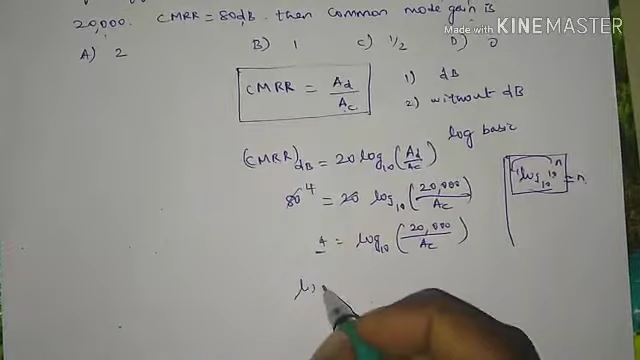 20,000. CMRR = 80dB. then common mode gain is
A) 2 B) 1 C) 1/2 D) 0
CMRR = Ad/Ac
1) dB
2) without dB
log basic
(CMRR)dB = 20 log10 (Ad/Ac)
80 4 = 20 log10 (20,000/Ac)
log10 10^n = n
4 = log10 (20,000/Ac)
Made with KINEMASTER